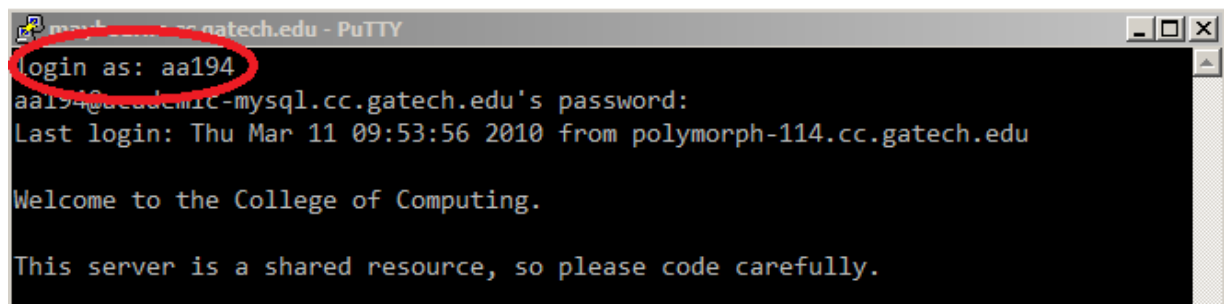 gatech.edu - PuTTY
login as: aa194
aa194@academic-mysql.cc.gatech.edu's password:
Last login: Thu Mar 11 09:53:56 2010 from polymorph-114.cc.gatech.edu
Welcome to the College of Computing.
This server is a shared resource, so please code carefully.